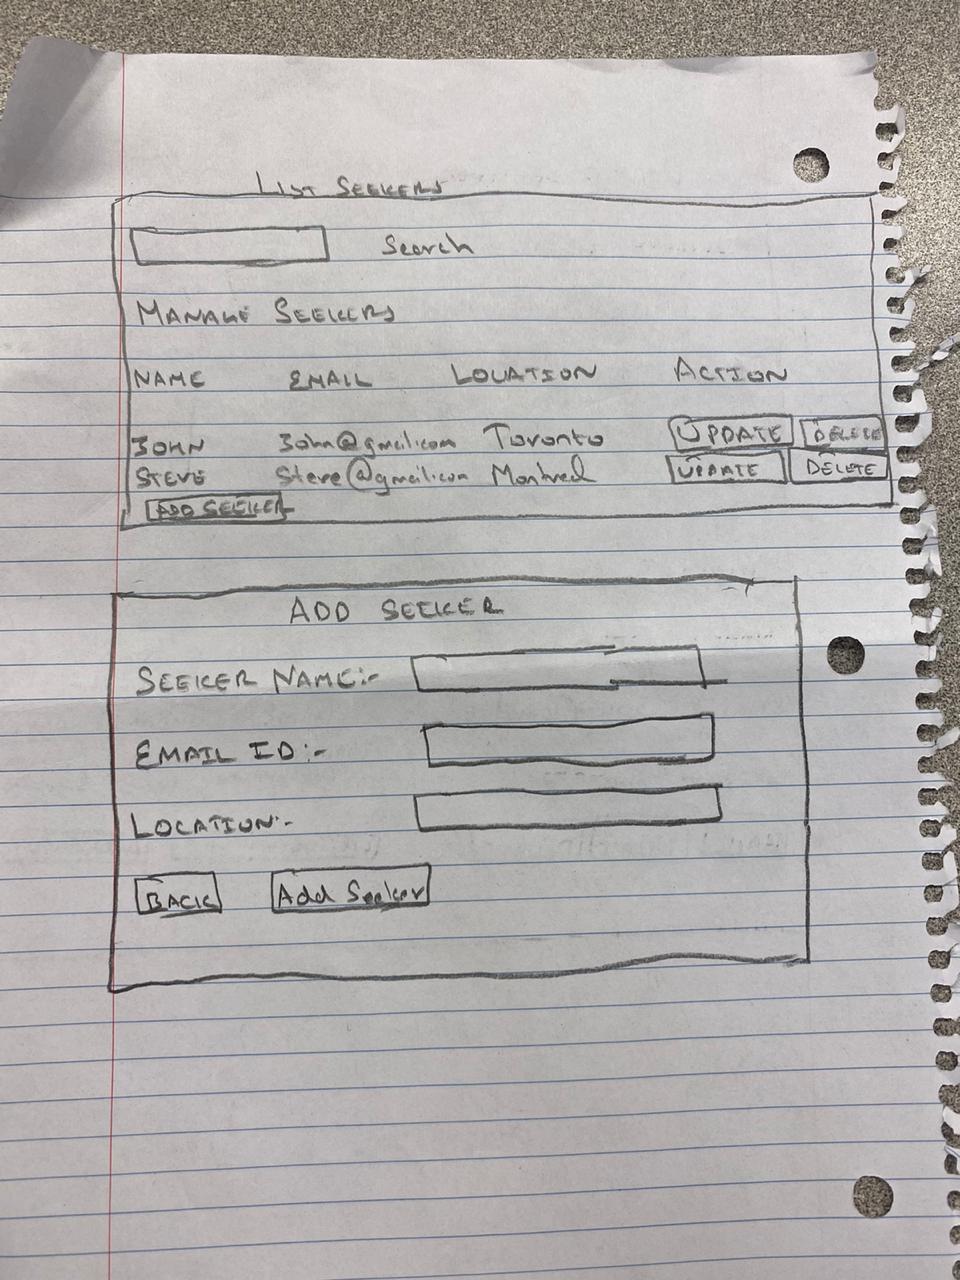 LIST SEEKERS
Search
MANAGE SEEKERS
NAME EMAIL LOCATION ACTION
JOHN John@gmail.com Toronto UPDATE DELETE
STEVE Steve@gmail.com Montreal UPDATE DELETE
ADD SEEKER
ADD SEEKER
SEEKER NAME:-
EMAIL ID:-
LOCATION:-
BACK Add Seeker